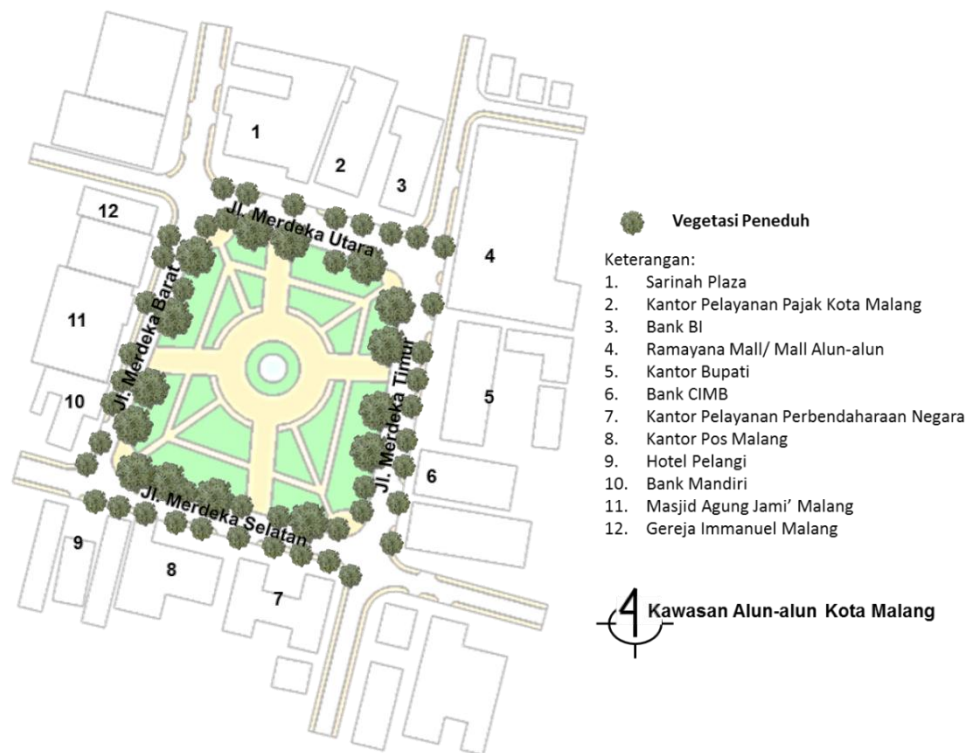 1
2
3
4
5
6
7
8
9
10
11
12
Jl. Merdeka Utara
Jl. Merdeka Barat
Jl. Merdeka Timur
Jl. Merdeka Selatan
Vegetasi Peneduh
Keterangan:
1. Sarinah Plaza
2. Kantor Pelayanan Pajak Kota Malang
3. Bank BI
4. Ramayana Mall/ Mall Alun-alun
5. Kantor Bupati
6. Bank CIMB
7. Kantor Pelayanan Perbendaharaan Negara
8. Kantor Pos Malang
9. Hotel Pelangi
10. Bank Mandiri
11. Masjid Agung Jami’ Malang
12. Gereja Immanuel Malang
Kawasan Alun-alun Kota Malang